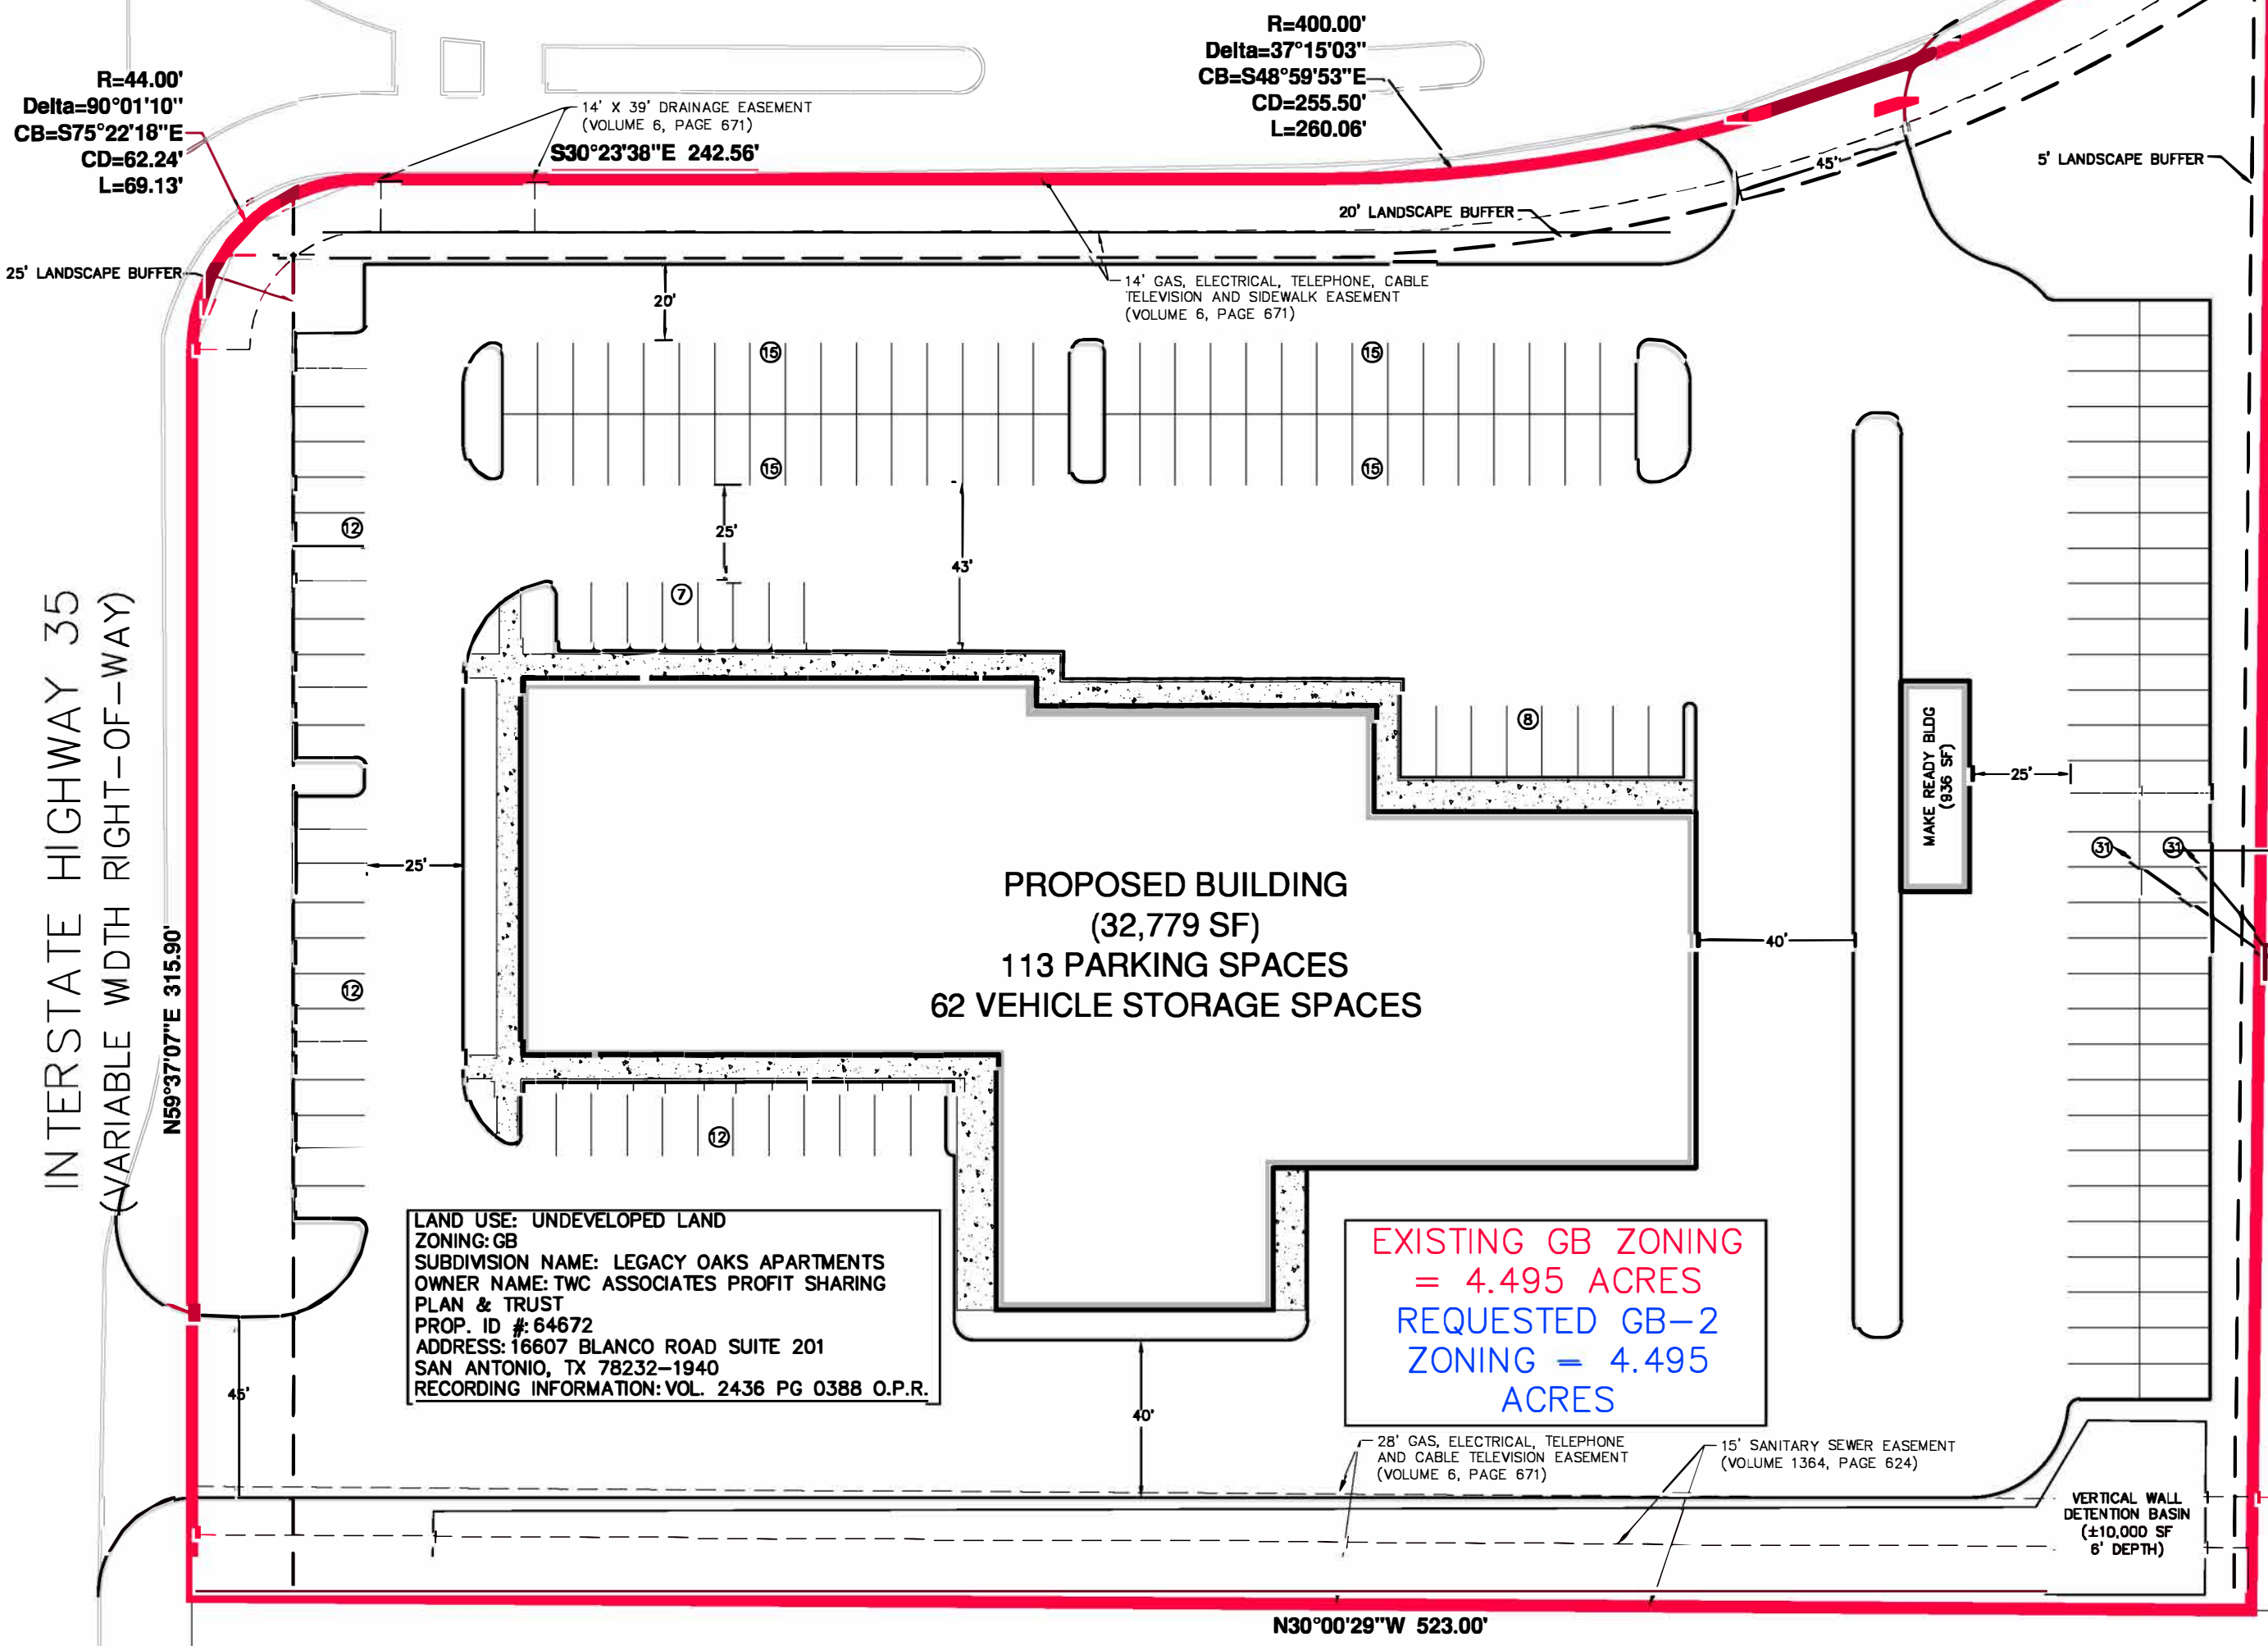 R=44.00'
Delta=90°01'10"
CB=S75°22'18"E
CD=62.24'
L=69.13'
14' X 39' DRAINAGE EASEMENT
(VOLUME 6, PAGE 671)
S30°23'38"E 242.56'
R=400.00'
Delta=37°15'03"
CB=S48°59'53"E
CD=255.50'
L=260.06'
45'
5' LANDSCAPE BUFFER
20' LANDSCAPE BUFFER
25' LANDSCAPE BUFFER
14' GAS, ELECTRICAL, TELEPHONE, CABLE
TELEVISION AND SIDEWALK EASEMENT
(VOLUME 6, PAGE 671)
20'
15
15
15
15
12
25'
43'
7
8
INTERSTATE HIGHWAY 35
(VARIABLE WIDTH RIGHT-OF-WAY)
N59°37'07"E 315.90'
MAKE READY BLDG
(936 SF)
25'
31
31
25'
PROPOSED BUILDING
(32,779 SF)
113 PARKING SPACES
62 VEHICLE STORAGE SPACES
40'
12
12
LAND USE: UNDEVELOPED LAND
ZONING: GB
SUBDIVISION NAME: LEGACY OAKS APARTMENTS
OWNER NAME: TWC ASSOCIATES PROFIT SHARING
PLAN & TRUST
PROP. ID #: 64672
ADDRESS: 16607 BLANCO ROAD SUITE 201
SAN ANTONIO, TX 78232-1940
RECORDING INFORMATION: VOL. 2436 PG 0388 O.P.R.
EXISTING GB ZONING
= 4.495 ACRES
REQUESTED GB-2
ZONING = 4.495
ACRES
45'
40'
28' GAS, ELECTRICAL, TELEPHONE
AND CABLE TELEVISION EASEMENT
(VOLUME 6, PAGE 671)
15' SANITARY SEWER EASEMENT
(VOLUME 1364, PAGE 624)
VERTICAL WALL
DETENTION BASIN
(±10,000 SF
6' DEPTH)
N30°00'29"W 523.00'